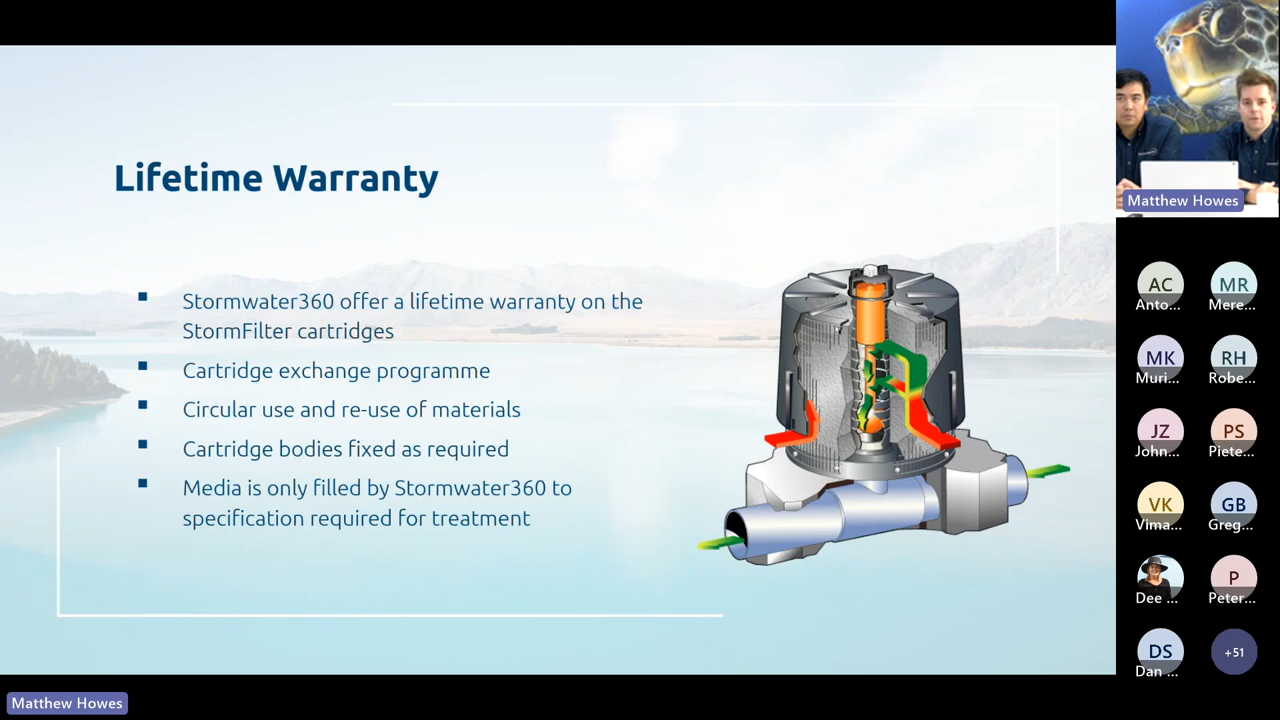 Lifetime Warranty
Stormwater360 offer a lifetime warranty on the
StormFilter cartridges
Cartridge exchange programme
Circular use and re-use of materials
Cartridge bodies fixed as required
Media is only filled by Stormwater360 to
specification required for treatment
Matthew Howes
AC
Anto...
MR
Mere...
MK
Muri...
RH
Robe...
JZ
John...
PS
Piete...
VK
Vima...
GB
Greg...
Dee ...
P
Peter...
DS
Dan ...
+51
Matthew Howes